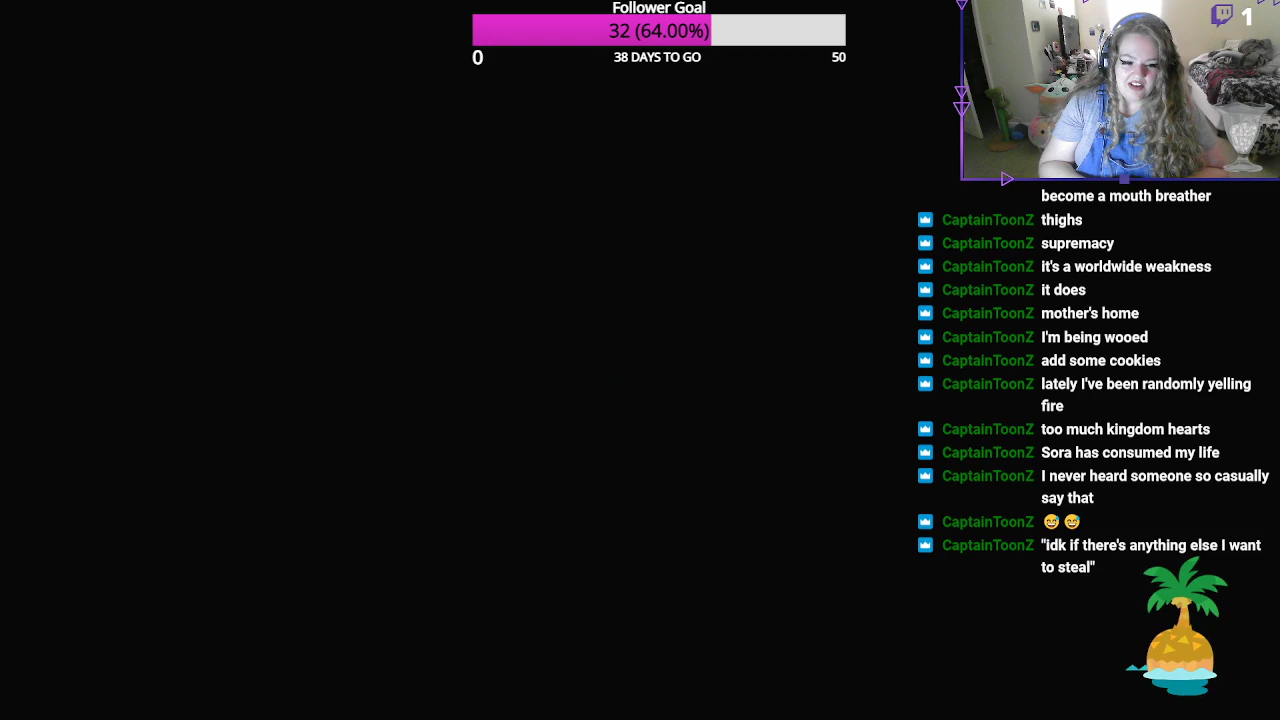 Follower Goal
32 (64.00%)
0
38 DAYS TO GO
50
1
become a mouth breather
CaptainToonZ thighs
CaptainToonZ supremacy
CaptainToonZ it's a worldwide weakness
CaptainToonZ it does
CaptainToonZ mother's home
CaptainToonZ I'm being wooed
CaptainToonZ add some cookies
CaptainToonZ lately I've been randomly yelling
fire
CaptainToonZ too much kingdom hearts
CaptainToonZ Sora has consumed my life
CaptainToonZ I never heard someone so casually
say that
CaptainToonZ 😅 😅
CaptainToonZ "idk if there's anything else I want
to steal"